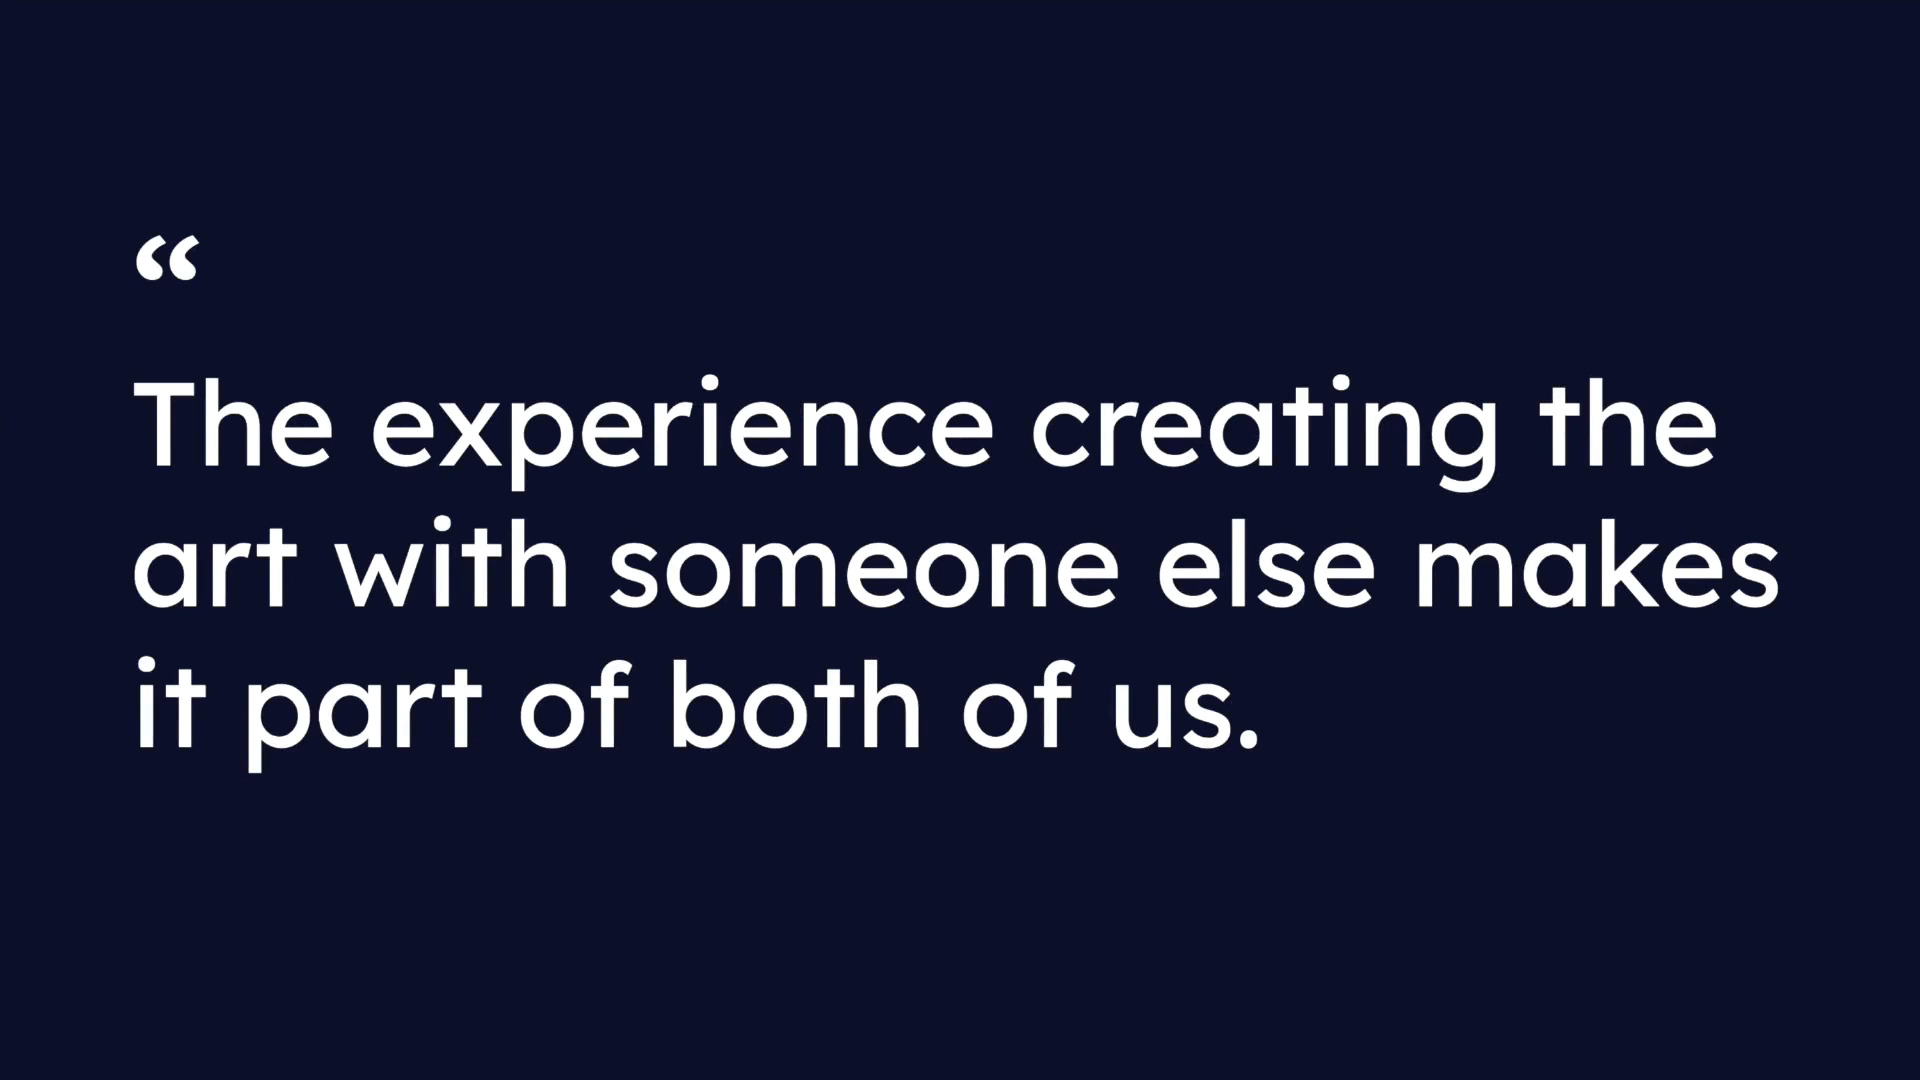 “
The experience creating the
art with someone else makes
it part of both of us.